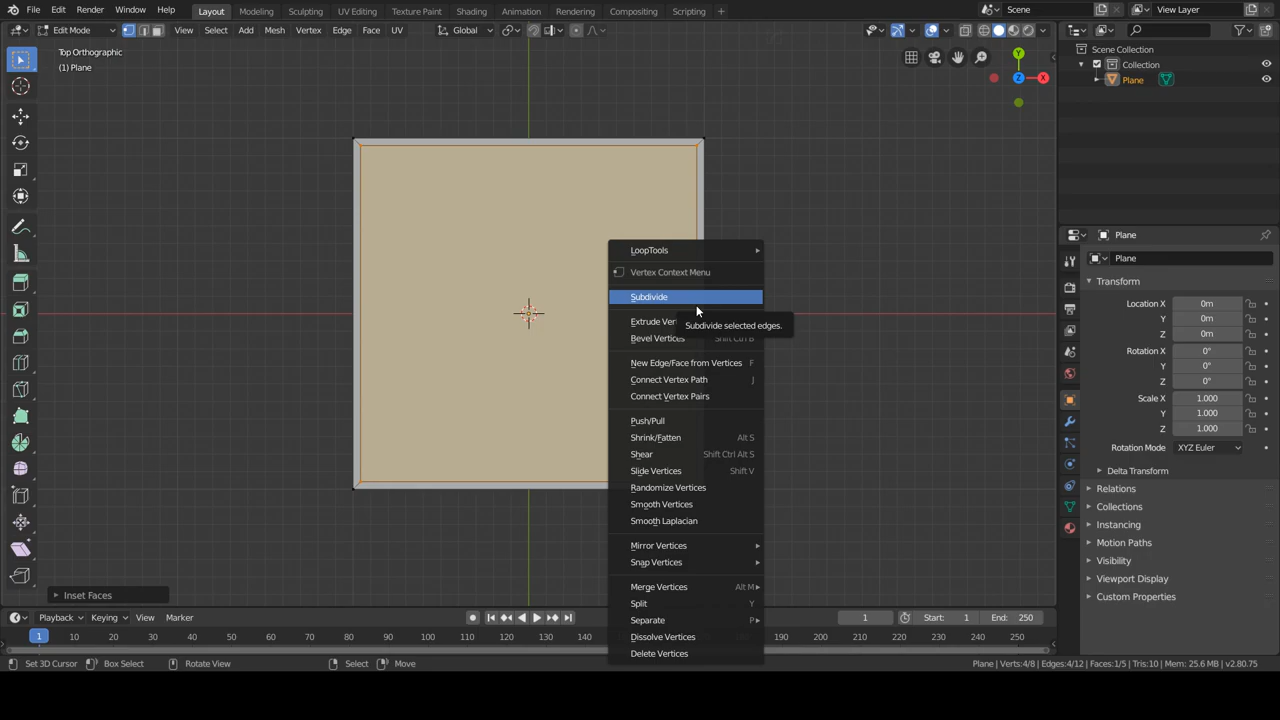 File Edit Render Window Help Layout Modeling Sculpting UV Editing Texture Paint Shading Animation Rendering Compositing Scripting Scene View Layer
Edit Mode View Select Add Mesh Vertex Edge Face UV Global
Top Orthographic
(1) Plane
Scene Collection
Collection
Plane
Y
Z X
LoopTools
Vertex Context Menu
Subdivide
Subdivide selected edges.
Extrude Ver
Bevel Vertices Shift Ctrl B
New Edge/Face from Vertices F
Connect Vertex Path J
Connect Vertex Pairs
Push/Pull
Shrink/Fatten Alt S
Shear Shift Ctrl Alt S
Slide Vertices Shift V
Randomize Vertices
Smooth Vertices
Smooth Laplacian
Mirror Vertices
Snap Vertices
Merge Vertices Alt M
Split Y
Separate P
Dissolve Vertices
Delete Vertices
Plane
Plane
Transform
Location X 0m
Y 0m
Z 0m
Rotation X 0°
Y 0°
Z 0°
Scale X 1.000
Y 1.000
Z 1.000
Rotation Mode XYZ Euler
Delta Transform
Relations
Collections
Instancing
Motion Paths
Visibility
Viewport Display
Custom Properties
Inset Faces
Playback Keying View Marker 1 Start: 1 End: 250
1 10 20 30 40 50 60 70 80 90 100 110 120 130 140 150 180 190 200 210 220 230 240 250
Set 3D Cursor Box Select Rotate View Select Move Plane | Verts:4/8 | Edges:4/12 | Faces:1/5 | Tris:10 | Mem: 25.6 MB | v2.80.75